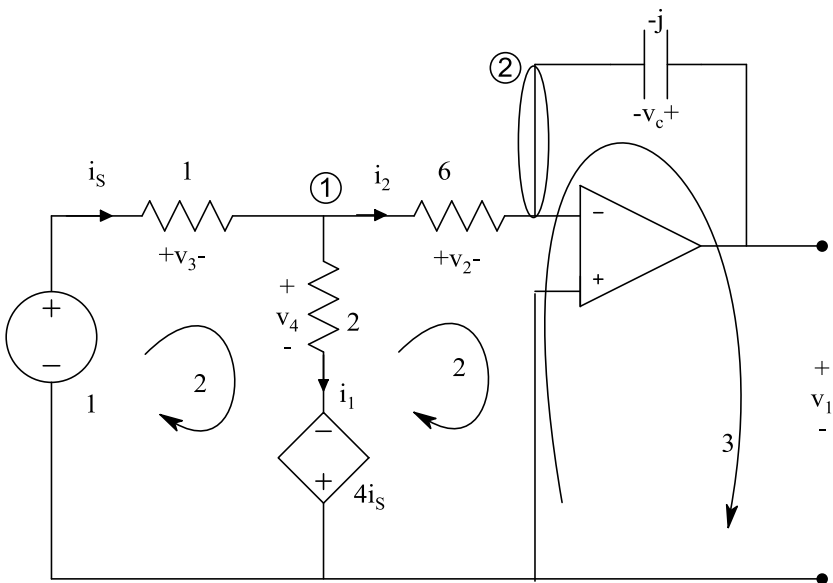 -j
②
-v_c+
i_S
1
①
i_2
6
+v_3-
+v_2-
−
+
+
v_4
-
2
+
−
1
2
2
i_1
−
+
4i_S
3
+
v_1
-